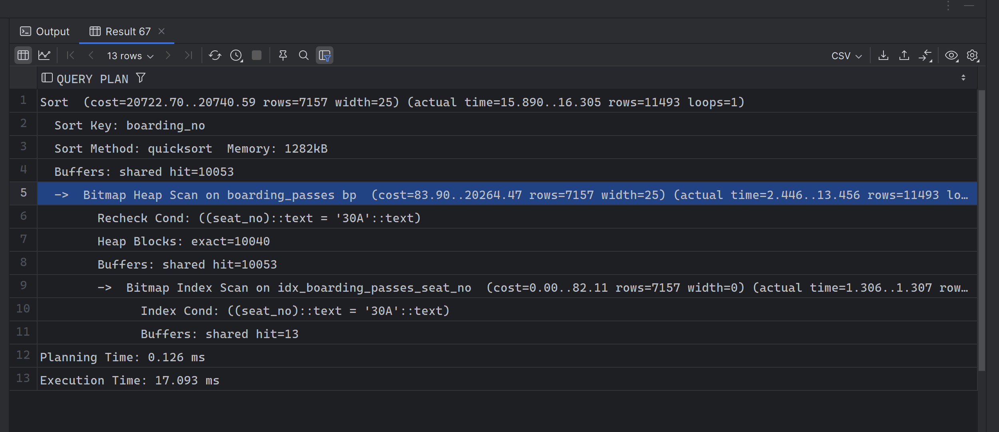 Output Result 67
13 rows CSV
QUERY PLAN
1 Sort  (cost=20722.70..20740.59 rows=7157 width=25) (actual time=15.890..16.305 rows=11493 loops=1)
2   Sort Key: boarding_no
3   Sort Method: quicksort  Memory: 1282kB
4   Buffers: shared hit=10053
5   ->  Bitmap Heap Scan on boarding_passes bp  (cost=83.90..20264.47 rows=7157 width=25) (actual time=2.446..13.456 rows=11493 lo…
6         Recheck Cond: ((seat_no)::text = '30A'::text)
7         Heap Blocks: exact=10040
8         Buffers: shared hit=10053
9         ->  Bitmap Index Scan on idx_boarding_passes_seat_no  (cost=0.00..82.11 rows=7157 width=0) (actual time=1.306..1.307 row…
10               Index Cond: ((seat_no)::text = '30A'::text)
11               Buffers: shared hit=13
12 Planning Time: 0.126 ms
13 Execution Time: 17.093 ms